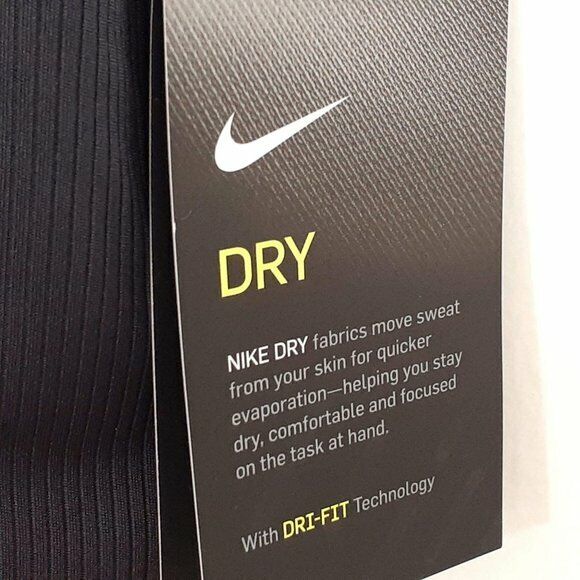 DRY
NIKE DRY fabrics move sweat
from your skin for quicker
evaporation—helping you stay
dry, comfortable and focused
on the task at hand.
With DRI-FIT Technology